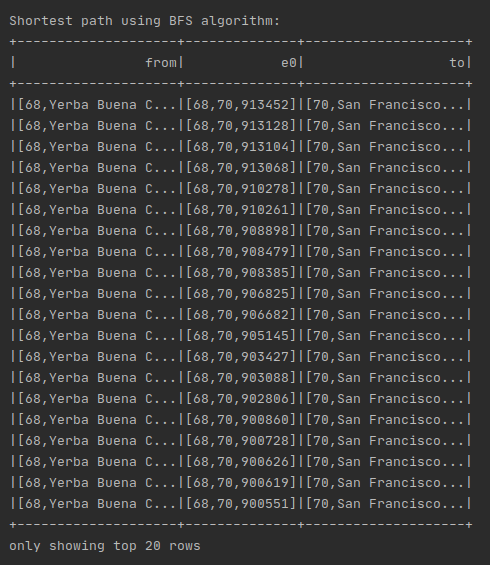 Shortest path using BFS algorithm:
+--------------------+--------------+--------------------+
|                from|            e0|                  to|
+--------------------+--------------+--------------------+
|[68,Yerba Buena C...|[68,70,913452]|[70,San Francisco...|
|[68,Yerba Buena C...|[68,70,913128]|[70,San Francisco...|
|[68,Yerba Buena C...|[68,70,913104]|[70,San Francisco...|
|[68,Yerba Buena C...|[68,70,913068]|[70,San Francisco...|
|[68,Yerba Buena C...|[68,70,910278]|[70,San Francisco...|
|[68,Yerba Buena C...|[68,70,910261]|[70,San Francisco...|
|[68,Yerba Buena C...|[68,70,908898]|[70,San Francisco...|
|[68,Yerba Buena C...|[68,70,908479]|[70,San Francisco...|
|[68,Yerba Buena C...|[68,70,908385]|[70,San Francisco...|
|[68,Yerba Buena C...|[68,70,906825]|[70,San Francisco...|
|[68,Yerba Buena C...|[68,70,906682]|[70,San Francisco...|
|[68,Yerba Buena C...|[68,70,905145]|[70,San Francisco...|
|[68,Yerba Buena C...|[68,70,903427]|[70,San Francisco...|
|[68,Yerba Buena C...|[68,70,903088]|[70,San Francisco...|
|[68,Yerba Buena C...|[68,70,902806]|[70,San Francisco...|
|[68,Yerba Buena C...|[68,70,900860]|[70,San Francisco...|
|[68,Yerba Buena C...|[68,70,900728]|[70,San Francisco...|
|[68,Yerba Buena C...|[68,70,900626]|[70,San Francisco...|
|[68,Yerba Buena C...|[68,70,900619]|[70,San Francisco...|
|[68,Yerba Buena C...|[68,70,900551]|[70,San Francisco...|
+--------------------+--------------+--------------------+
only showing top 20 rows